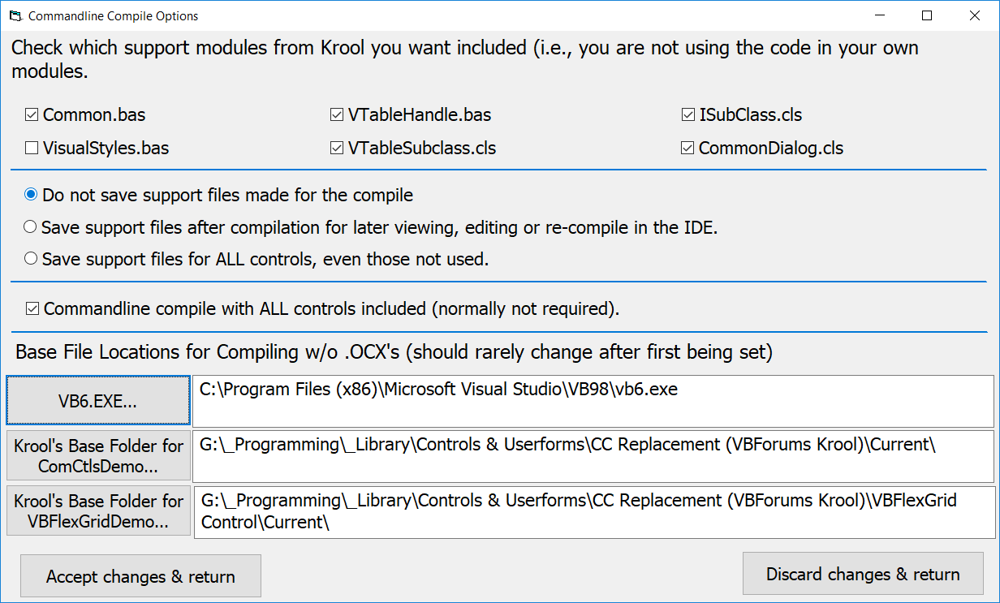 Commandline Compile Options
Check which support modules from Krool you want included (i.e., you are not using the code in your own
modules.
Common.bas VTableHandle.bas ISubClass.cls
VisualStyles.bas VTableSubclass.cls CommonDialog.cls
Do not save support files made for the compile
Save support files after compilation for later viewing, editing or re-compile in the IDE.
Save support files for ALL controls, even those not used.
Commandline compile with ALL controls included (normally not required).
Base File Locations for Compiling w/o .OCX's (should rarely change after first being set)
VB6.EXE...
C:\Program Files (x86)\Microsoft Visual Studio\VB98\vb6.exe
Krool's Base Folder for
ComCtlsDemo...
G:\_Programming\_Library\Controls & Userforms\CC Replacement (VBForums Krool)\Current\
Krool's Base Folder for
VBFlexGridDemo...
G:\_Programming\_Library\Controls & Userforms\CC Replacement (VBForums Krool)\VBFlexGrid
Control\Current\
Accept changes & return
Discard changes & return